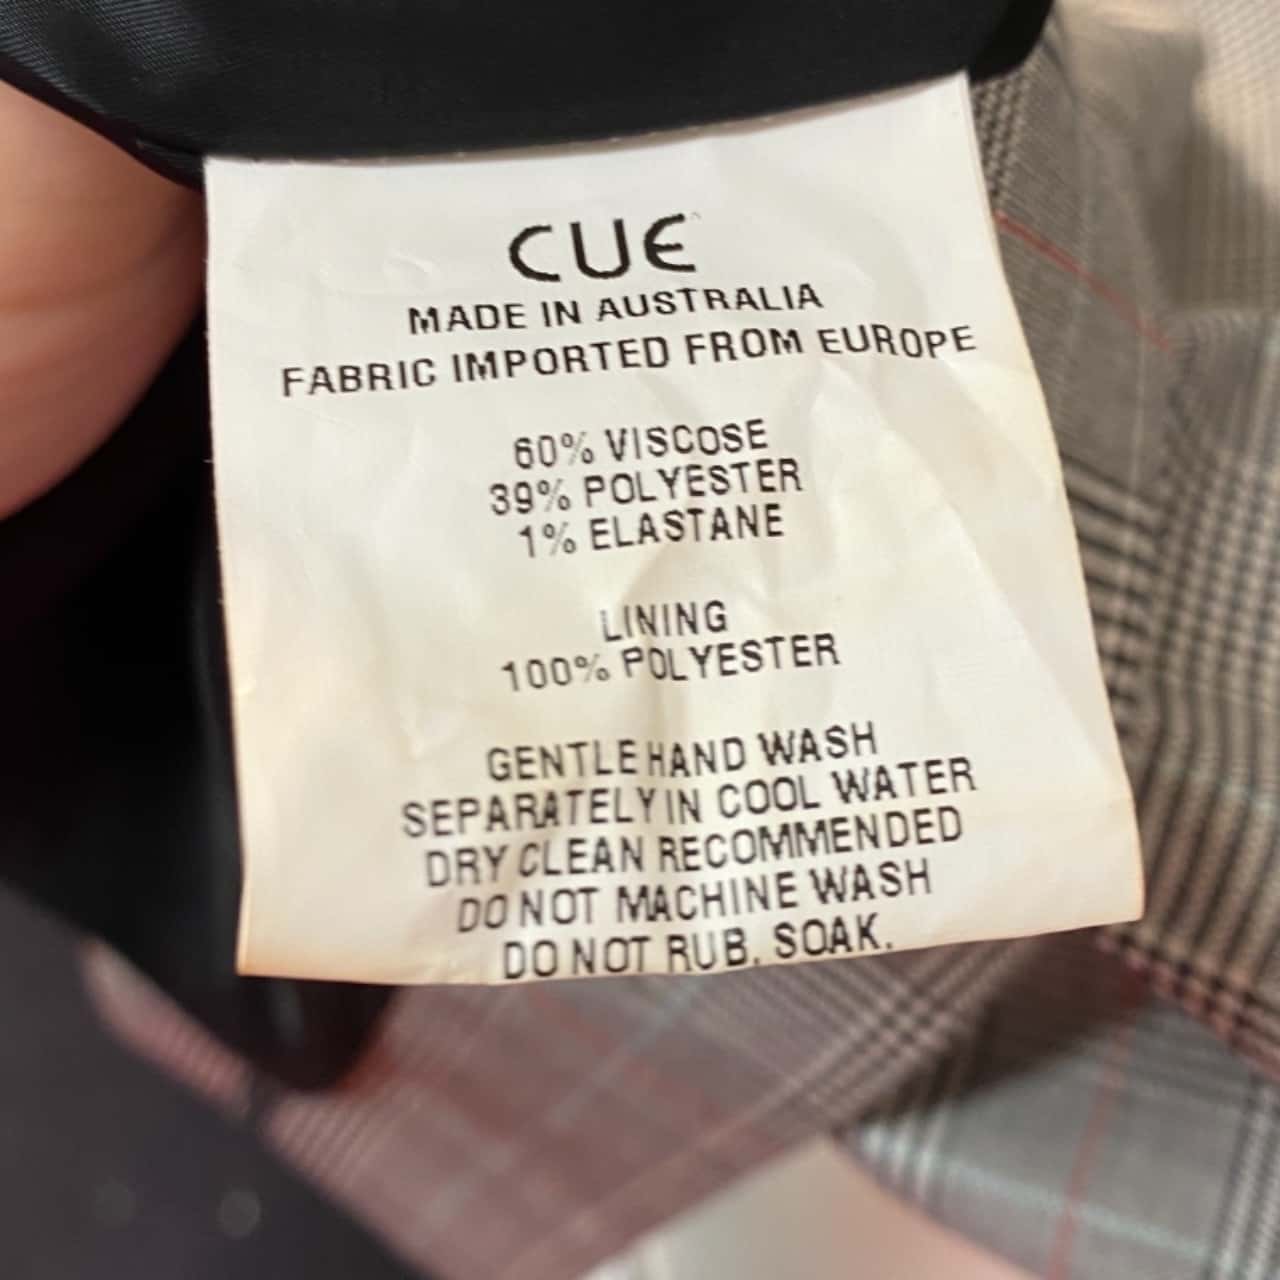 CUE
MADE IN AUSTRALIA
FABRIC IMPORTED FROM EUROPE
60% VISCOSE
39% POLYESTER
1% ELASTANE
LINING
100% POLYESTER
GENTLE HAND WASH
SEPARATELY IN COOL WATER
DRY CLEAN RECOMMENDED
DO NOT MACHINE WASH
DO NOT RUB, SOAK.